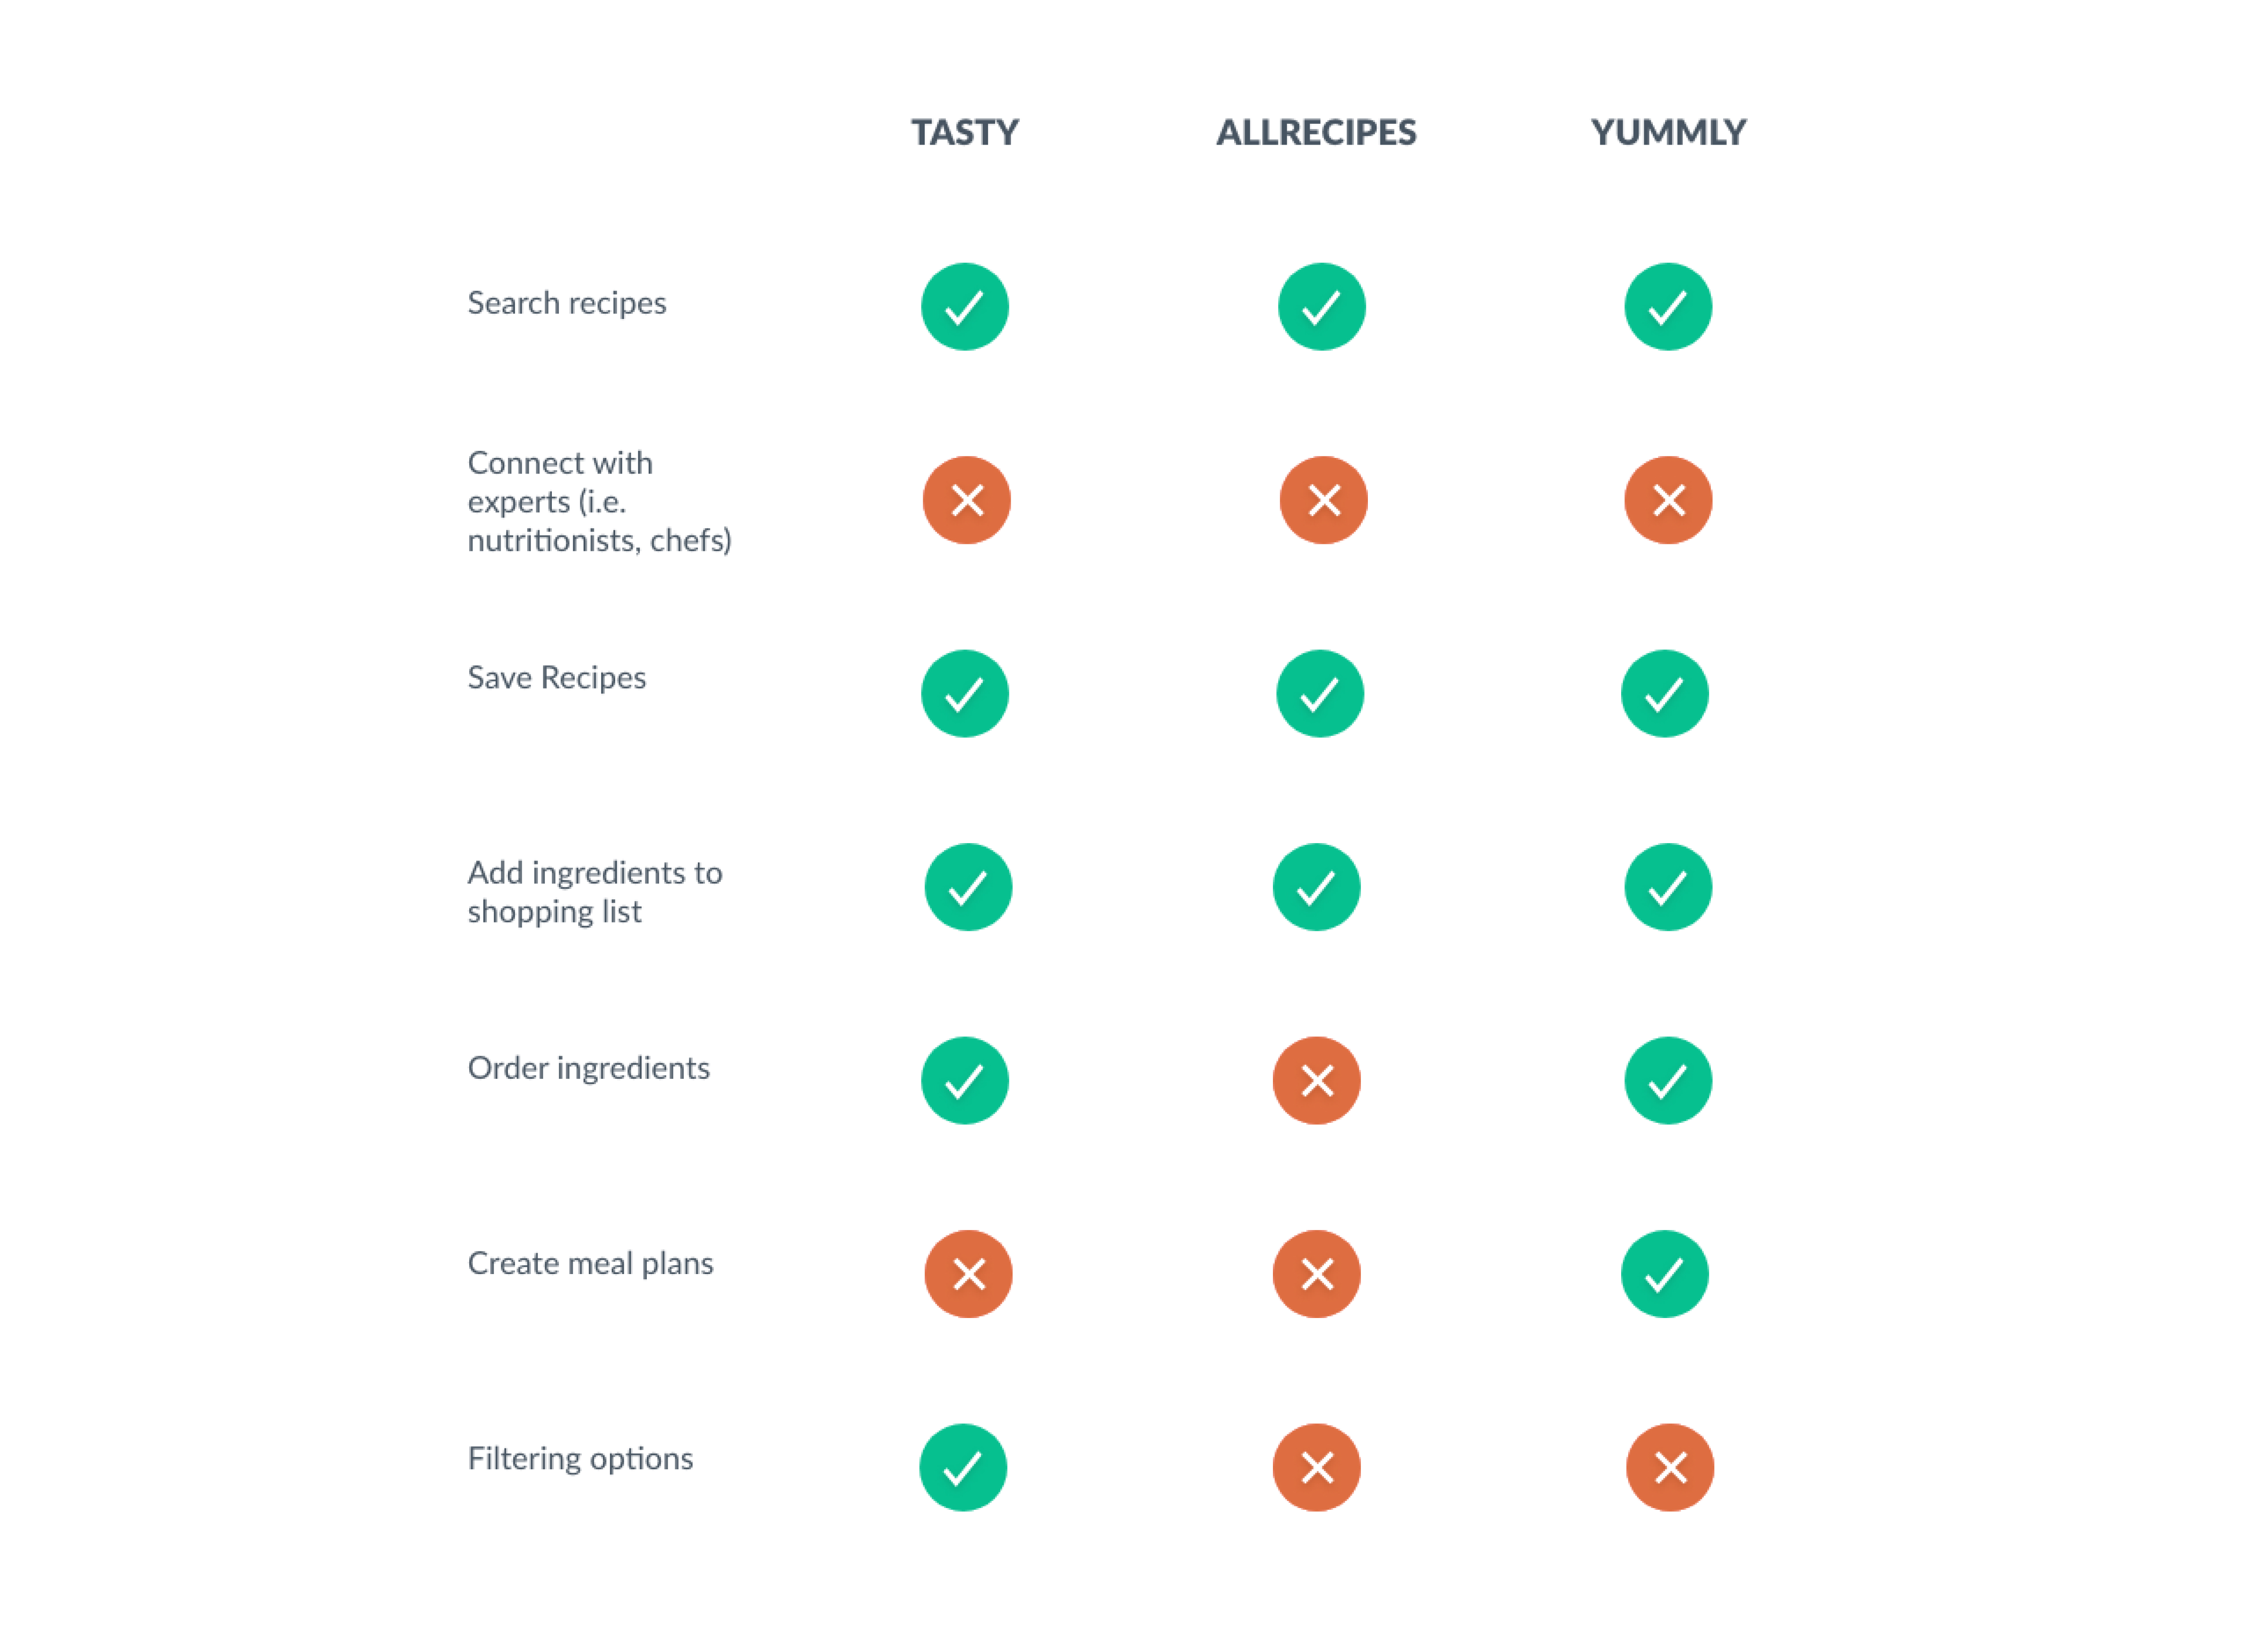 TASTY ALLRECIPES YUMMLY
Search recipes
Connect with
experts (i.e.
nutritionists, chefs)
Save Recipes
Add ingredients to
shopping list
Order ingredients
Create meal plans
Filtering options